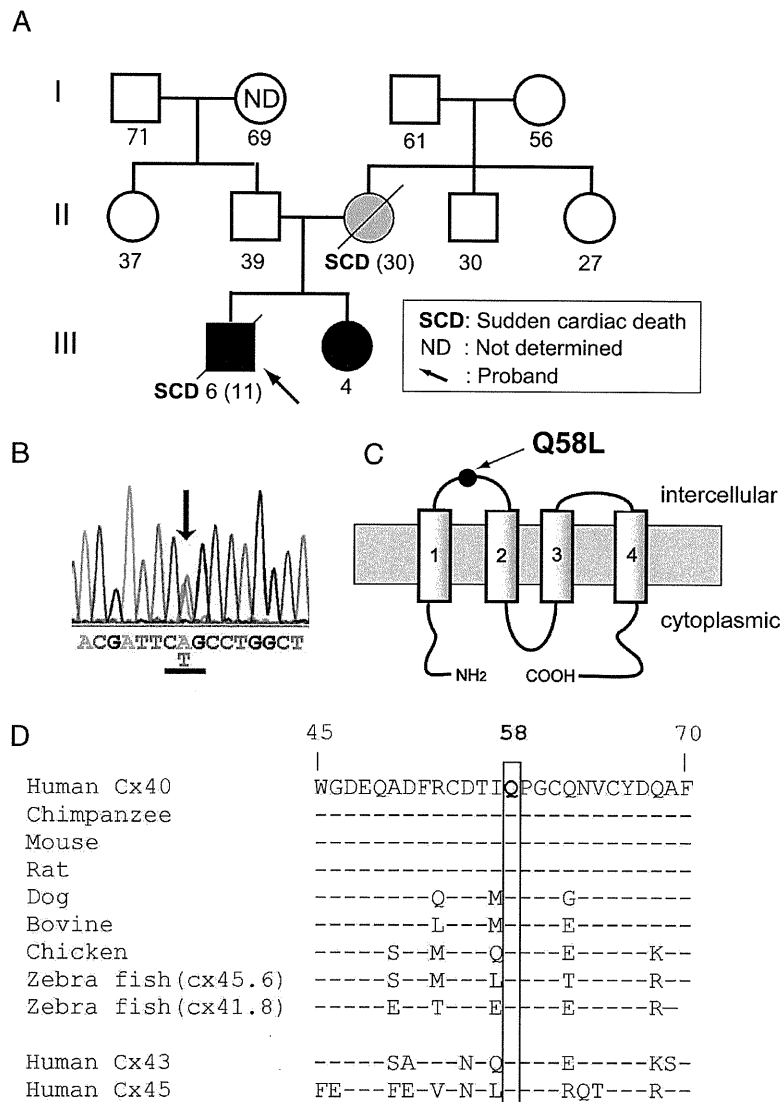 A
I
ND
71
69
61
56
II
37
39
SCD (30)
30
27
III
SCD 6 (11)
4
SCD: Sudden cardiac death
ND : Not determined
: Proband
B
ACGATTCAGCCTGGCT
T
C
Q58L
intercellular
1 2 3 4
cytoplasmic
NH2
COOH
D
45 58 70
Human Cx40 WGDEQADFRCDTIQPGCQNVCYDQAF
Chimpanzee --------------------------
Mouse --------------------------
Rat --------------------------
Dog --------Q---M----G--------
Bovine --------L---M----E--------
Chicken -----S--M---Q----E-----K--
Zebra fish(cx45.6) -----S--M---L----T-----R--
Zebra fish(cx41.8) -----E--T---E----E-----R-
Human Cx43 -----SA---N-Q----E-----KS-
Human Cx45 FE---FE-V-N-L----RQT---R--